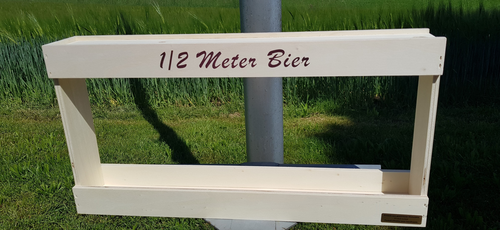 1/2 Meter Bier